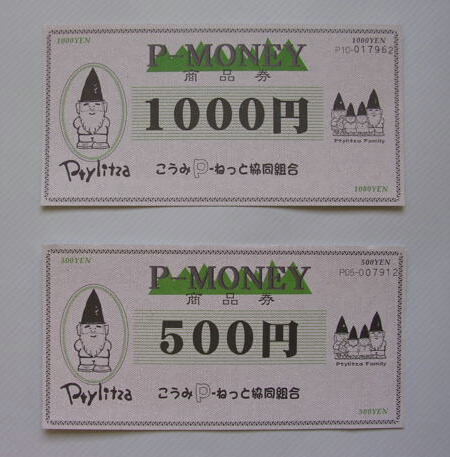 1000YEN
1000YEN
P10-017962
P-MONEY
商品券
1000円
Ptylitza Family
Ptylitza
こうみP-ねっと協同組合
1000YEN
500YEN
500YEN
P05-007912
P-MONEY
商品券
500円
Ptylitza Family
Ptylitza
こうみP-ねっと協同組合
500YEN